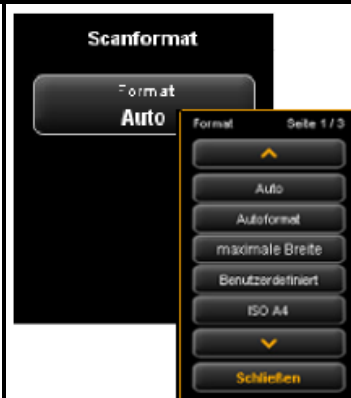 Scanformat
Format
Auto
Format Seite 1 / 3
Auto
Autoformat
maximale Breite
Benutzerdefiniert
ISO A4
Schließen